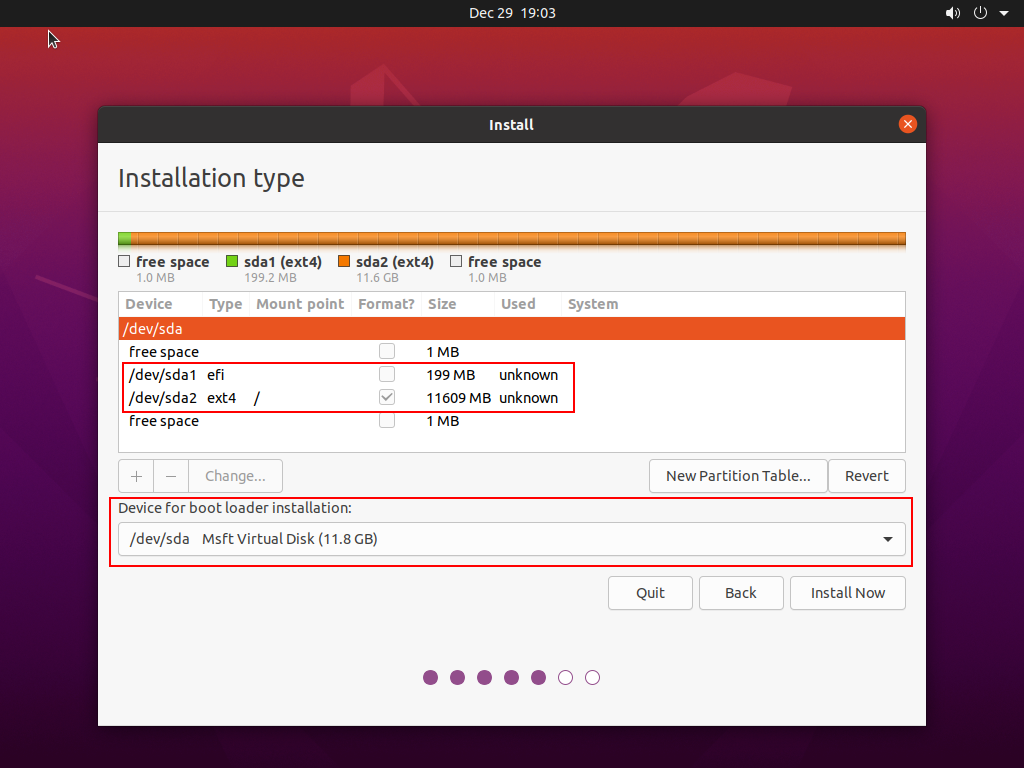 Dec 29 19:03
Install
Installation type
free space sda1 (ext4) sda2 (ext4) free space
1.0 MB 199.2 MB 11.6 GB 1.0 MB
Device Type Mount point Format? Size Used System
/dev/sda
free space 1 MB
/dev/sda1 efi 199 MB unknown
/dev/sda2 ext4 / 11609 MB unknown
free space 1 MB
+ − Change... New Partition Table... Revert
Device for boot loader installation:
/dev/sda Msft Virtual Disk (11.8 GB)
Quit Back Install Now